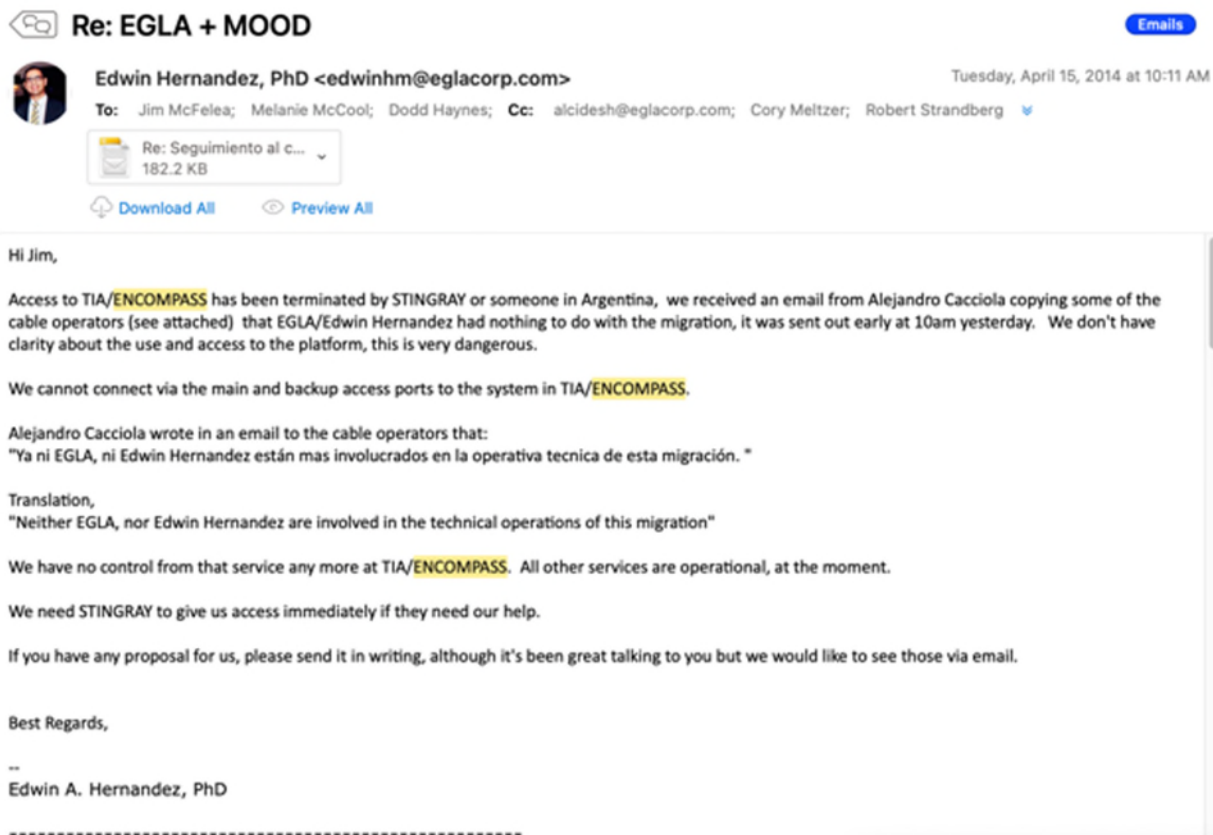 Re: EGLA + MOOD
Emails
Edwin Hernandez, PhD <edwinhm@eglacorp.com>
Tuesday, April 15, 2014 at 10:11 AM
To: Jim McFelea; Melanie McCool; Dodd Haynes; Cc: alcidesh@eglacorp.com; Cory Meltzer; Robert Strandberg
Re: Seguimiento al c...
182.2 KB
Download All Preview All
Hi Jim,
Access to TIA/ENCOMPASS has been terminated by STINGRAY or someone in Argentina, we received an email from Alejandro Cacciola copying some of the
cable operators (see attached) that EGLA/Edwin Hernandez had nothing to do with the migration, it was sent out early at 10am yesterday. We don't have
clarity about the use and access to the platform, this is very dangerous.
We cannot connect via the main and backup access ports to the system in TIA/ENCOMPASS.
Alejandro Cacciola wrote in an email to the cable operators that:
"Ya ni EGLA, ni Edwin Hernandez están mas involucrados en la operativa tecnica de esta migración. "
Translation,
"Neither EGLA, nor Edwin Hernandez are involved in the technical operations of this migration"
We have no control from that service any more at TIA/ENCOMPASS. All other services are operational, at the moment.
We need STINGRAY to give us access immediately if they need our help.
If you have any proposal for us, please send it in writing, although it's been great talking to you but we would like to see those via email.
Best Regards,
--
Edwin A. Hernandez, PhD